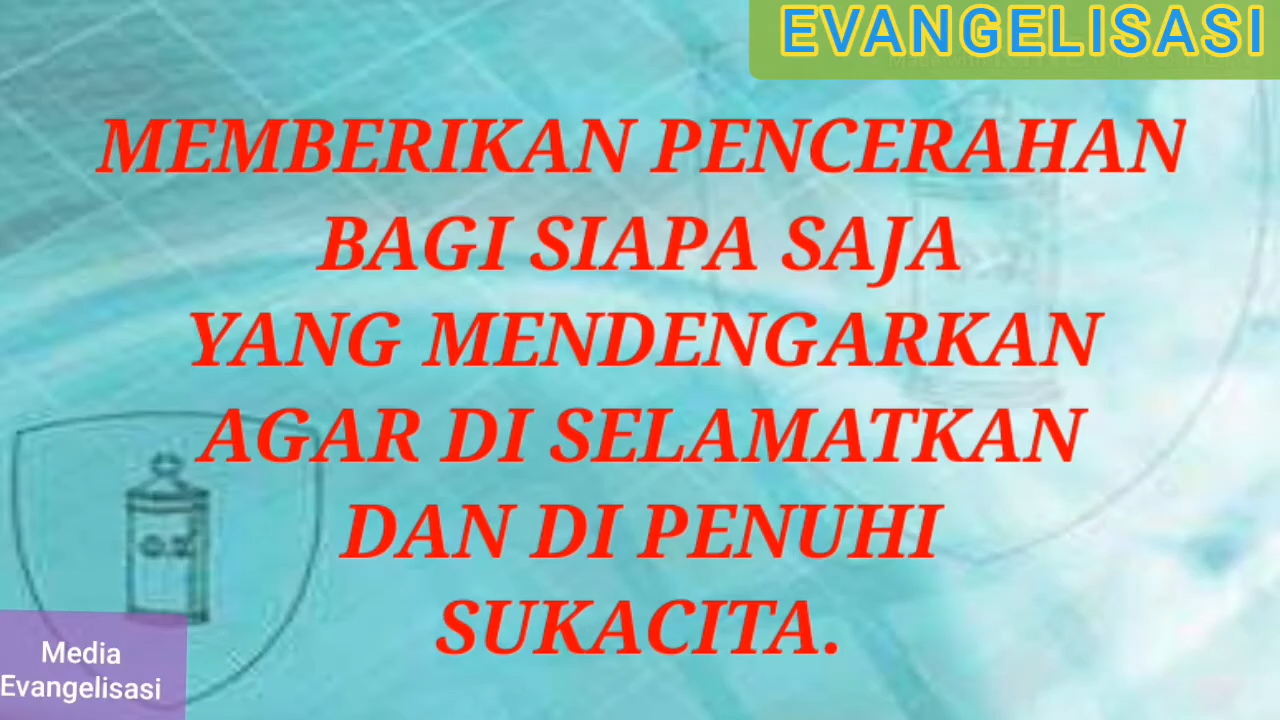 EVANGELISASI
MEMBERIKAN PENCERAHAN
BAGI SIAPA SAJA
YANG MENDENGARKAN
AGAR DI SELAMATKAN
DAN DI PENUHI
SUKACITA.
Media
Evangelisasi